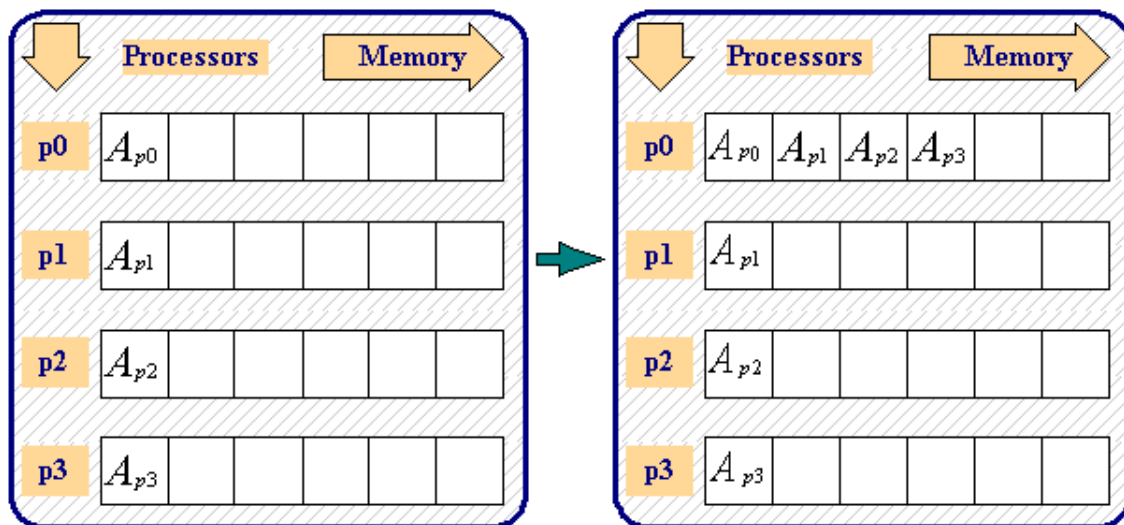 Processors Memory
p0 A_p0
p1 A_p1
p2 A_p2
p3 A_p3
Processors Memory
p0 A_p0 A_p1 A_p2 A_p3
p1 A_p1
p2 A_p2
p3 A_p3